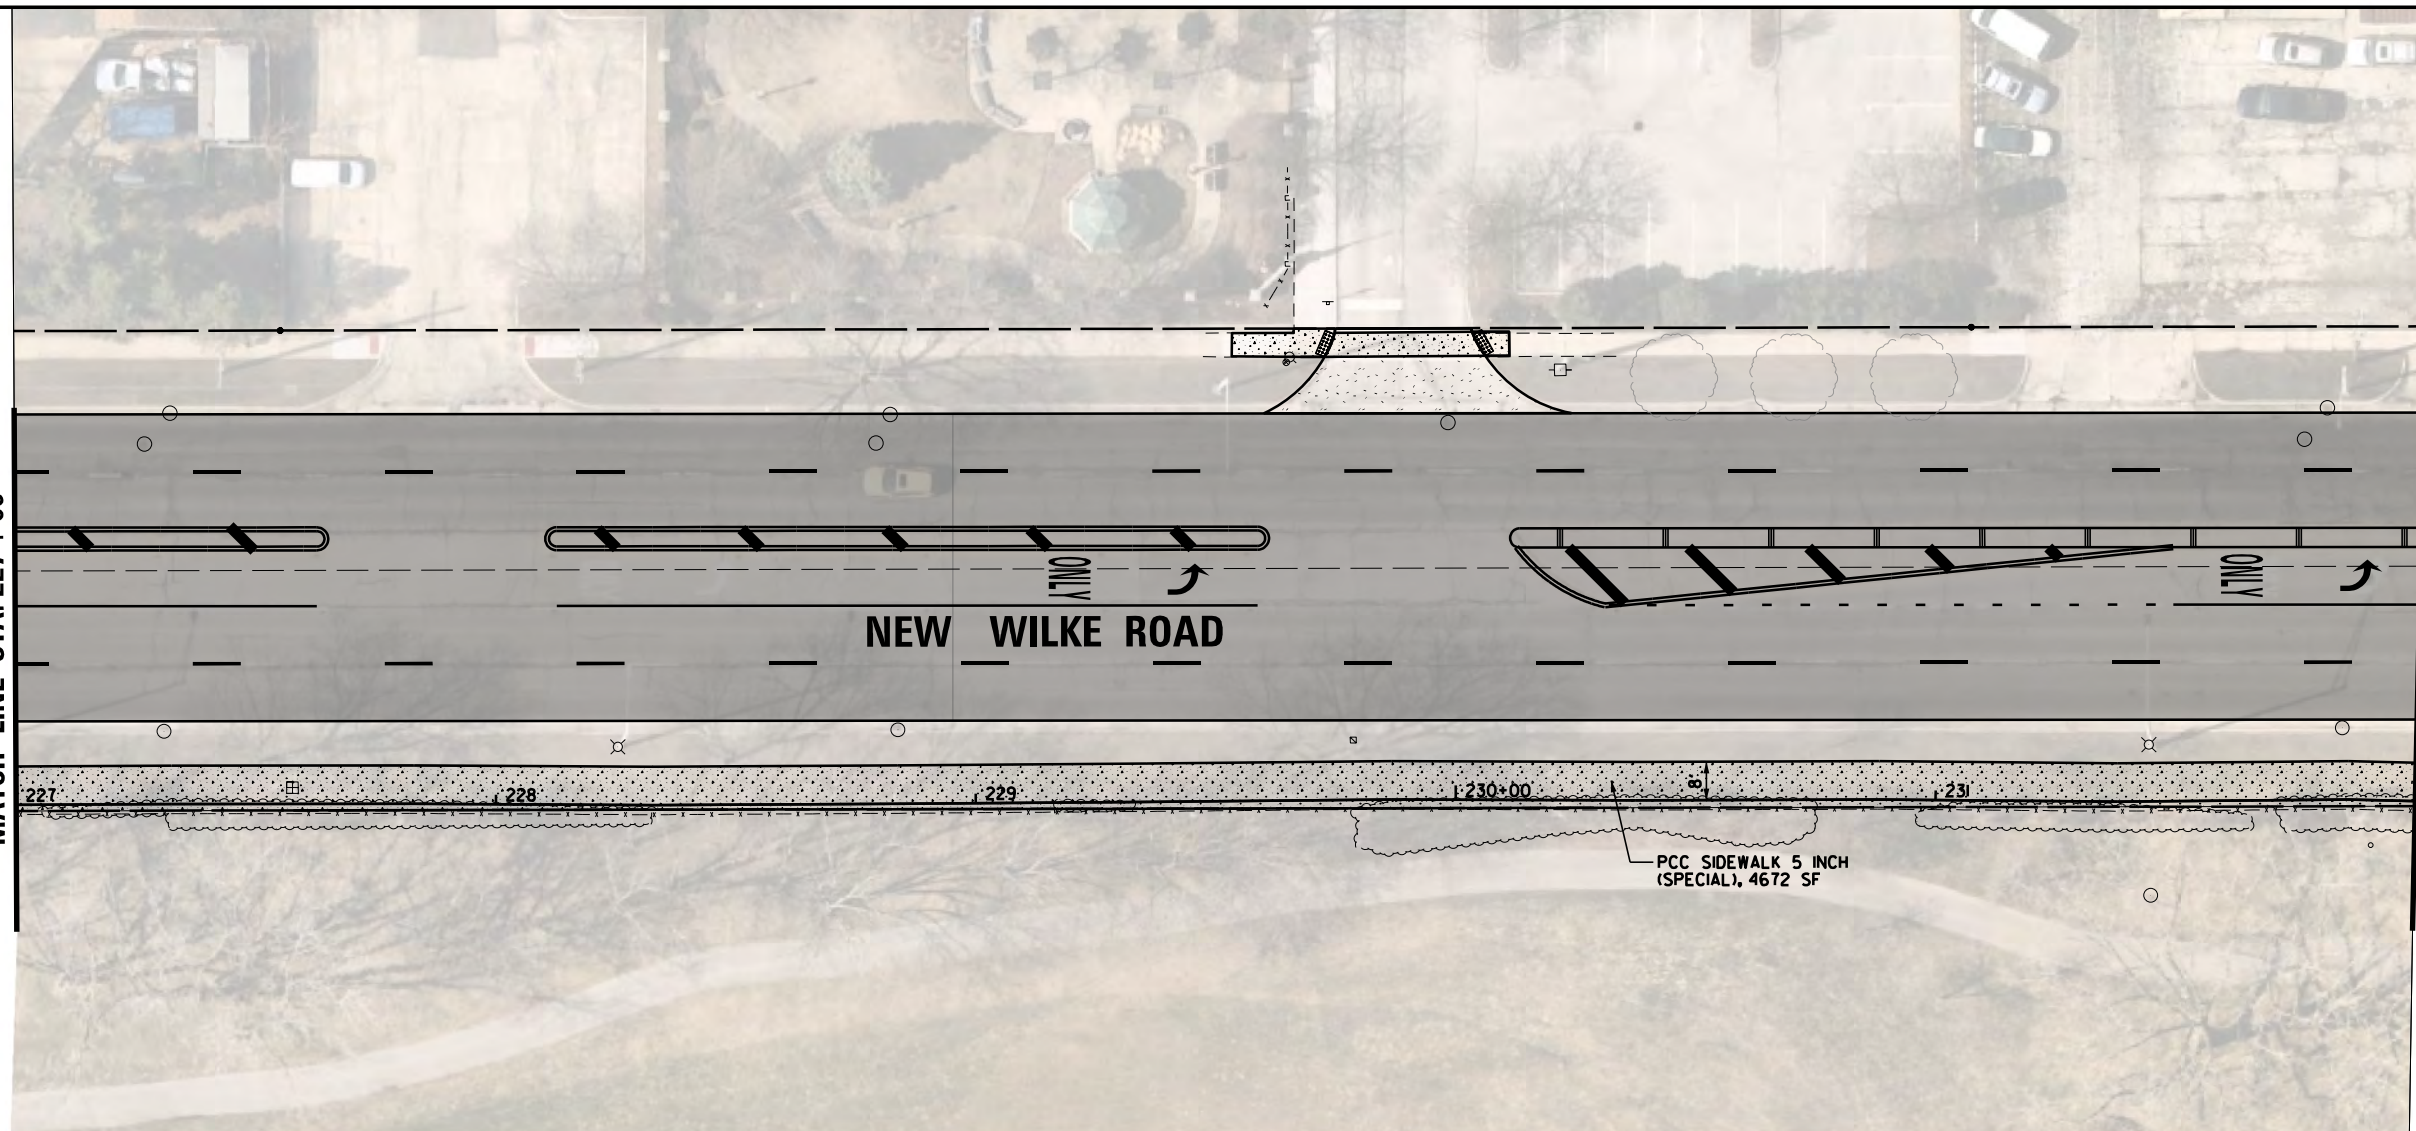 ONLY
ONLY
NEW WILKE ROAD
227
228
229
230+00
231
8'
PCC SIDEWALK 5 INCH
(SPECIAL), 4672 SF